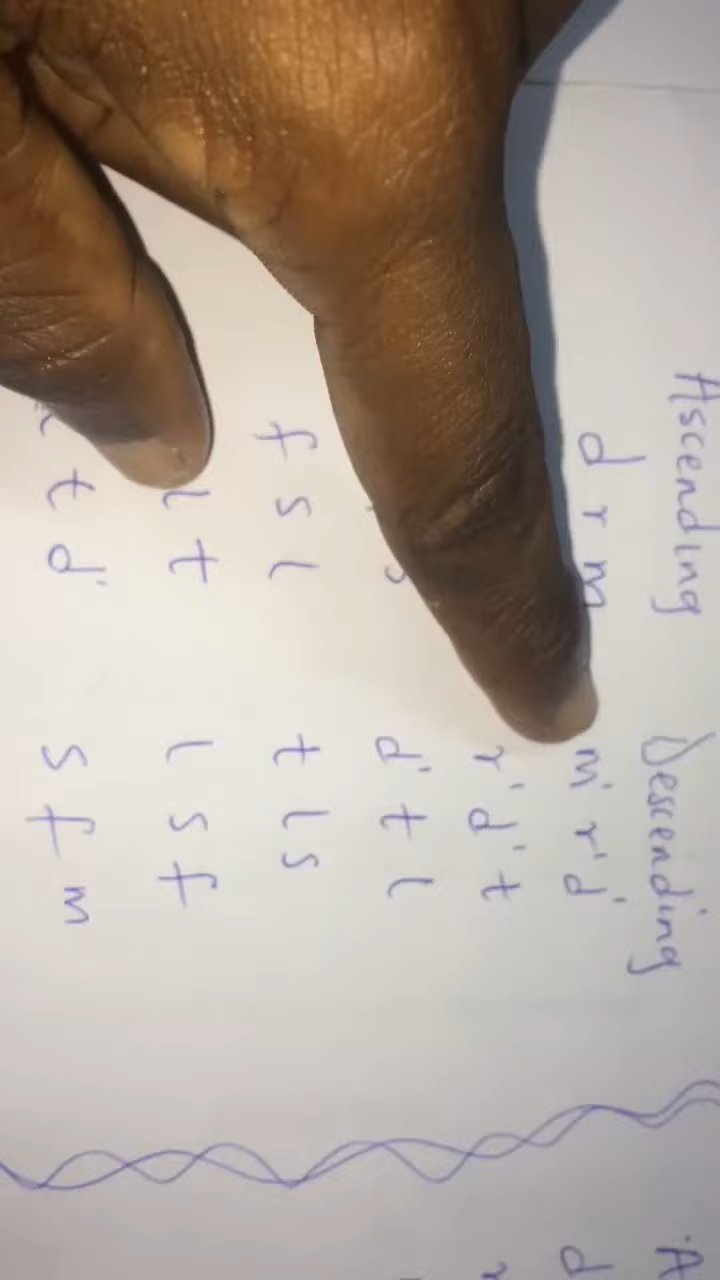 Ascending Descending A
d r m m' r' d' d
r' d' t r
d' t l
f s l t l s
l t l s f
t d' s f m